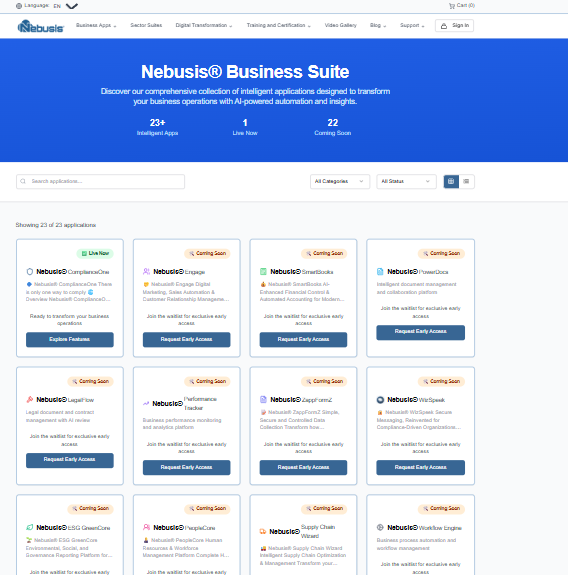 Language: EN
Cart (0)
Nebusis
Business Apps
Sector Suites
Digital Transformation
Training and Certification
Video Gallery
Blog
Support
Sign In
Nebusis® Business Suite
Discover our comprehensive collection of intelligent applications designed to transform
your business operations with AI-powered automation and insights.
23+
1
22
Intelligent Apps
Live Now
Coming Soon
Search applications...
All Categories
All Status
Showing 23 of 23 applications
Live Now
Nebusis® ComplianceOne
Nebusis® ComplianceOne There
is only one way to comply
Overview Nebusis® ComplianceO...
Ready to transform your business
operations
Explore Features
Coming Soon
Nebusis® Engage
Nebusis® Engage Digital
Marketing, Sales Automation &
Customer Relationship Manageme...
Join the waitlist for exclusive early
access
Request Early Access
Coming Soon
Nebusis® SmartBooks
Nebusis® SmartBooks AI-
Enhanced Financial Control &
Automated Accounting for Modern...
Join the waitlist for exclusive early
access
Request Early Access
Coming Soon
Nebusis® PowerDocs
Intelligent document management
and collaboration platform
Join the waitlist for exclusive early
access
Request Early Access
Coming Soon
Nebusis® LegalFlow
Legal document and contract
management with AI review
Join the waitlist for exclusive early
access
Request Early Access
Coming Soon
Nebusis® Performance
Tracker
Business performance monitoring
and analytics platform
Join the waitlist for exclusive early
access
Request Early Access
Coming Soon
Nebusis® ZappFormZ
Nebusis® ZappFormZ Simple,
Secure and Controlled Data
Collection Transform how...
Join the waitlist for exclusive early
access
Request Early Access
Coming Soon
Nebusis® WizSpeek
Nebusis® WizSpeek Secure
Messaging, Reinvented for
Compliance-Driven Organizations...
Join the waitlist for exclusive early
access
Request Early Access
Coming Soon
Nebusis® ESG GreenCore
Nebusis® ESG GreenCore
Environmental, Social, and
Governance Reporting Platform for...
Join the waitlist for exclusive early
Coming Soon
Nebusis® PeopleCore
Nebusis® PeopleCore Human
Resources & Workforce
Management Platform Complete H...
Join the waitlist for exclusive early
Coming Soon
Nebusis® Supply Chain
Wizard
Nebusis® Supply Chain Wizard
Intelligent Supply Chain Optimization
& Management Transform your...
Join the waitlist for exclusive early
Coming Soon
Nebusis® Workflow Engine
Business process automation and
workflow management
Join the waitlist for exclusive early
access